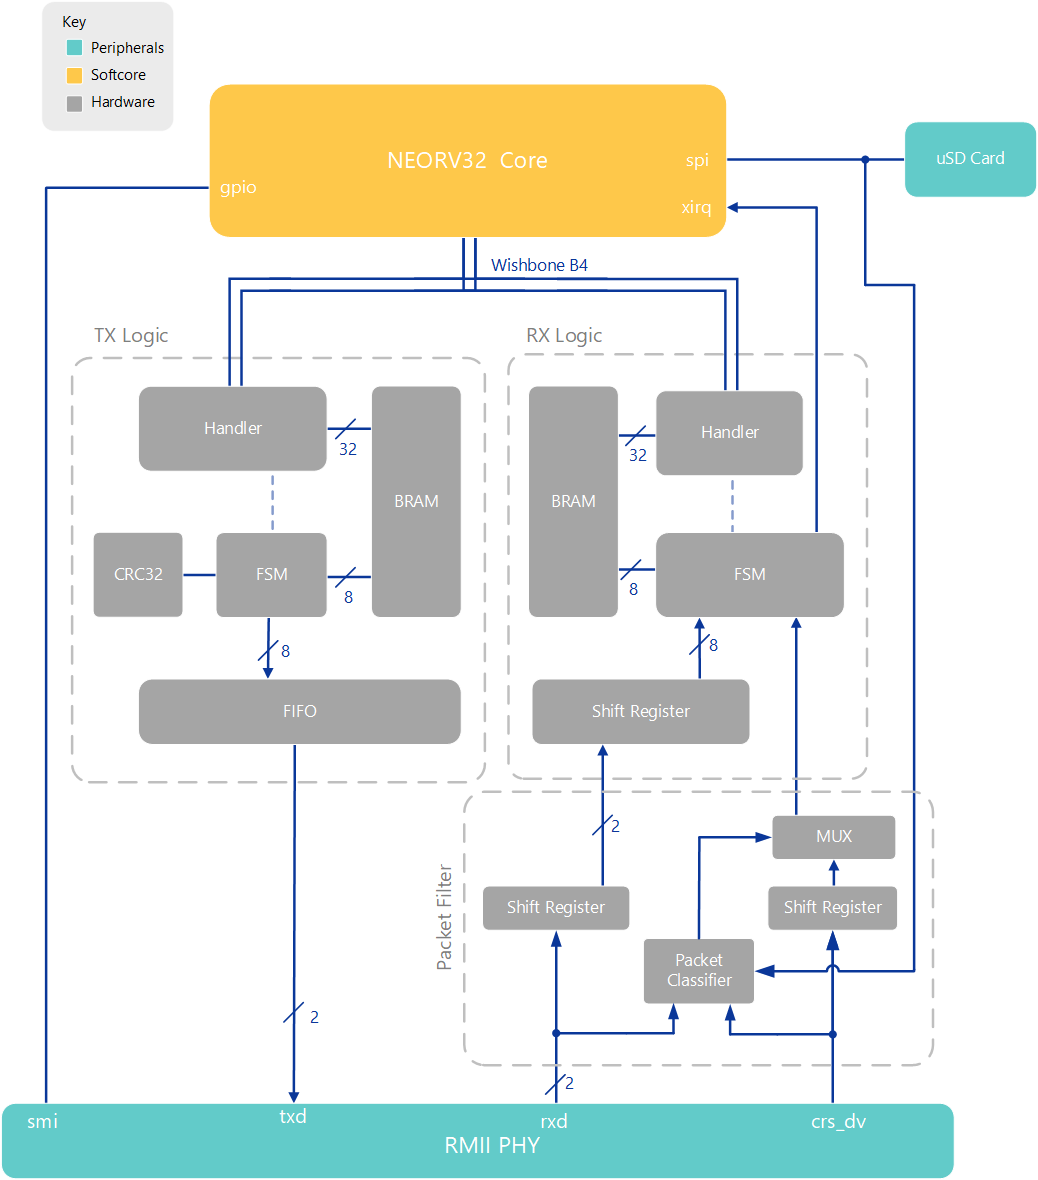 Key
Peripherals
Softcore
Hardware
NEORV32 Core
spi
uSD Card
gpio
xirq
Wishbone B4
TX Logic
RX Logic
Handler
32
BRAM
CRC32
FSM
8
8
FIFO
2
BRAM
32
Handler
8
FSM
8
Shift Register
2
Packet Filter
MUX
Shift Register
Shift Register
Packet
Classifier
2
smi
txd
rxd
crs_dv
RMII PHY